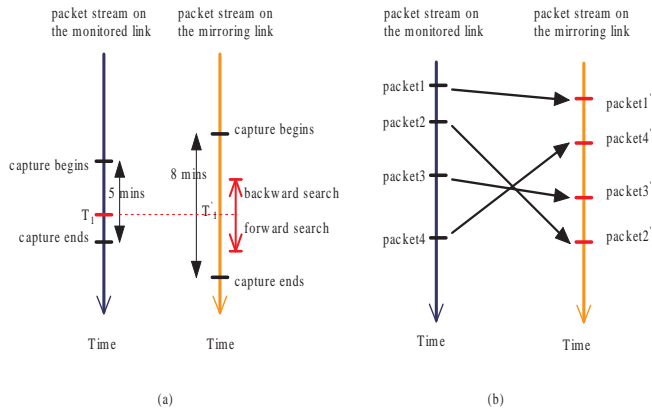 packet stream on
the monitored link
packet stream on
the mirroring link
capture begins
5 mins
T1
capture ends
capture begins
8 mins
backward search
T'1
forward search
capture ends
Time
Time
(a)
packet stream on
the monitored link
packet stream on
the mirroring link
packet1
packet2
packet3
packet4
packet1'
packet4'
packet3'
packet2'
Time
Time
(b)